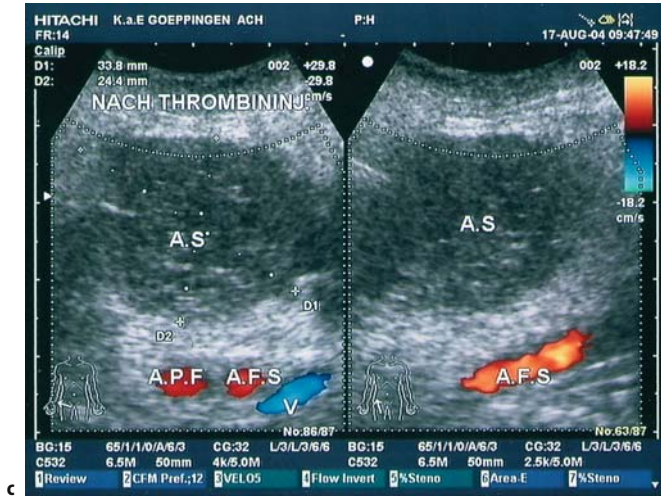 HITACHI K.a.E GOEPPINGEN ACH P:H
FR:14 17-AUG-04 09:47:49
Calip
D1: 33.8 mm 002 +29.8 002 +18.2
D2: 24.4 mm -29.8
cm/s
NACH THROMBININJ.
-18.2
cm/s
A.S A.S
D1
D2
A.P.F A.F.S A.F.S
V
No:86/87 No:63/87
BG:15 65/1/1/0/A/6/3 CG:32 L/3/L/3/6/6 BG:15 65/1/1/0/A/6/3 CG:32 L/3/L/3/6/6
C532 6.5M 50mm 4k/5.0M C532 6.5M 50mm 2.5k/5.0M
1Review 2CFM Pref.;12 3VELO5 4Flow Invert 5%Steno 6Area-E 7%Steno
c